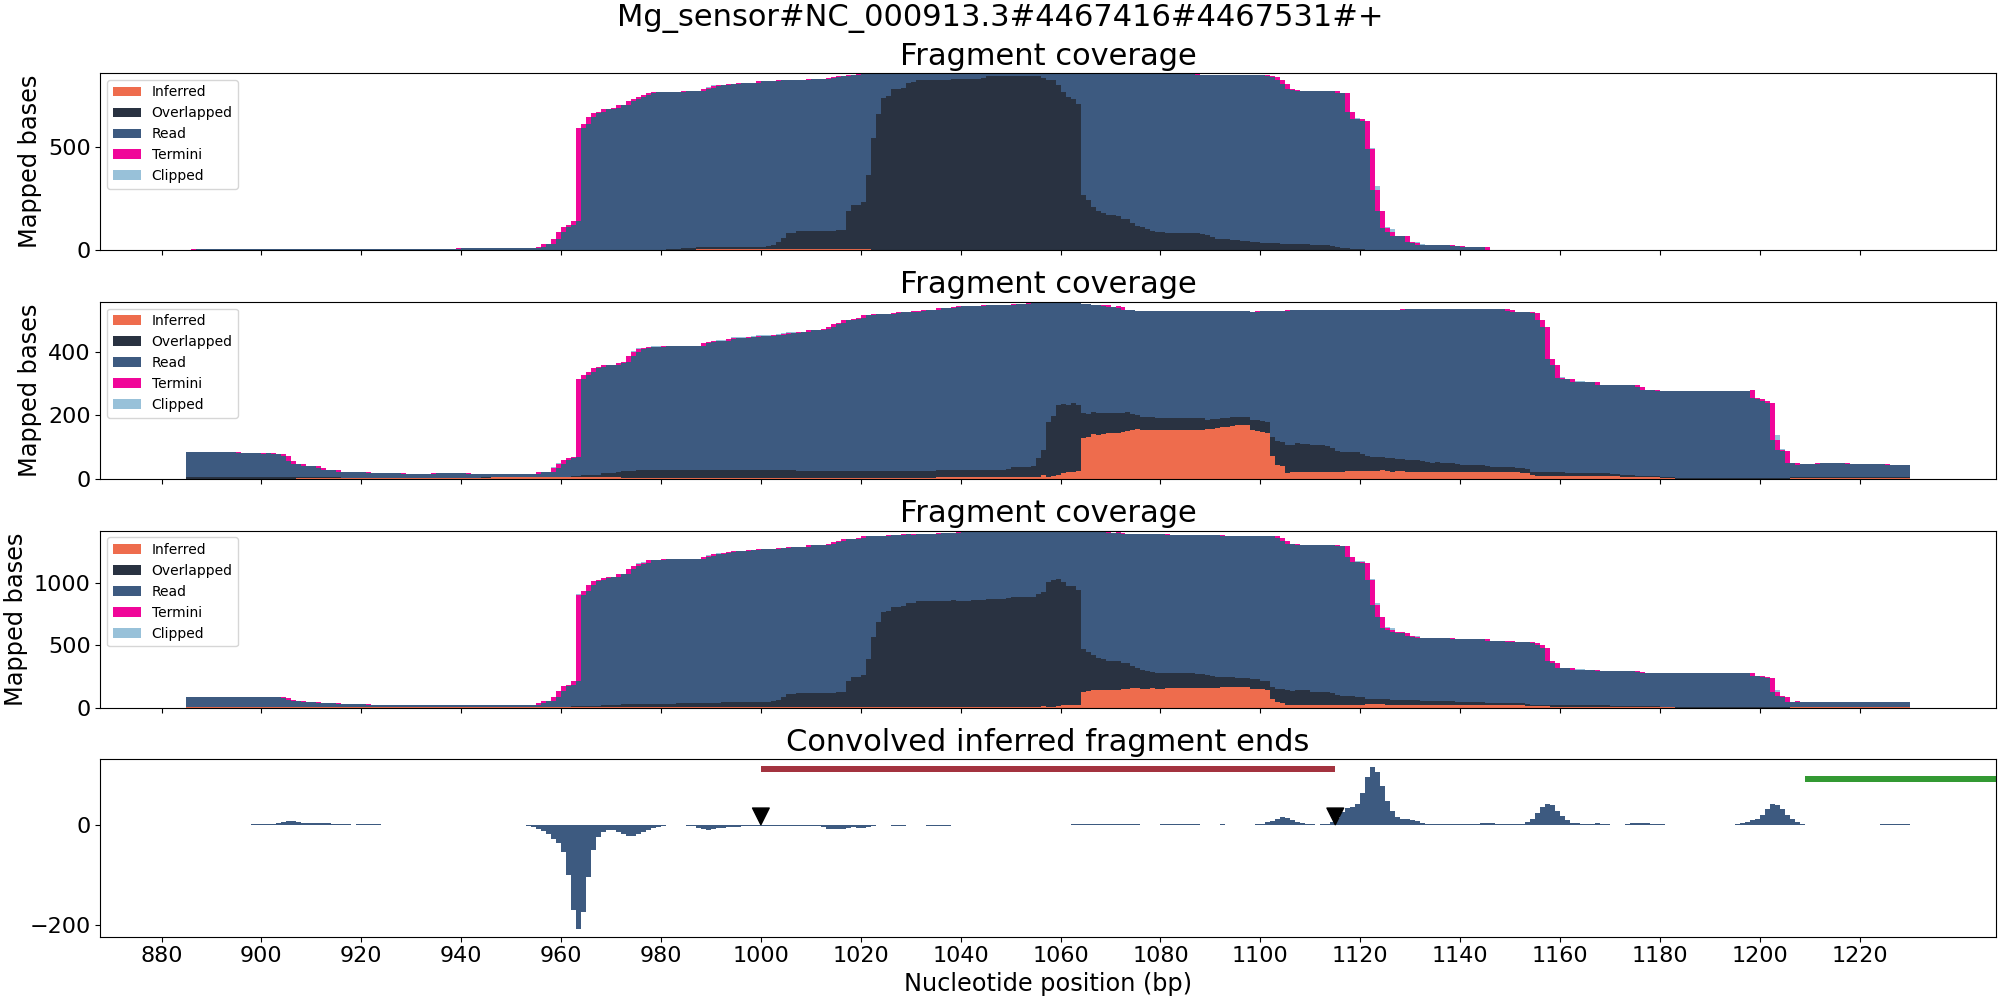 Mg_sensor#NC_000913.3#4467416#4467531#+
Fragment coverage
Mapped bases
500
0
Inferred
Overlapped
Read
Termini
Clipped
Fragment coverage
Mapped bases
400
200
0
Inferred
Overlapped
Read
Termini
Clipped
Fragment coverage
Mapped bases
1000
500
0
Inferred
Overlapped
Read
Termini
Clipped
Convolved inferred fragment ends
0
−200
880 900 920 940 960 980 1000 1020 1040 1060 1080 1100 1120 1140 1160 1180 1200 1220
Nucleotide position (bp)